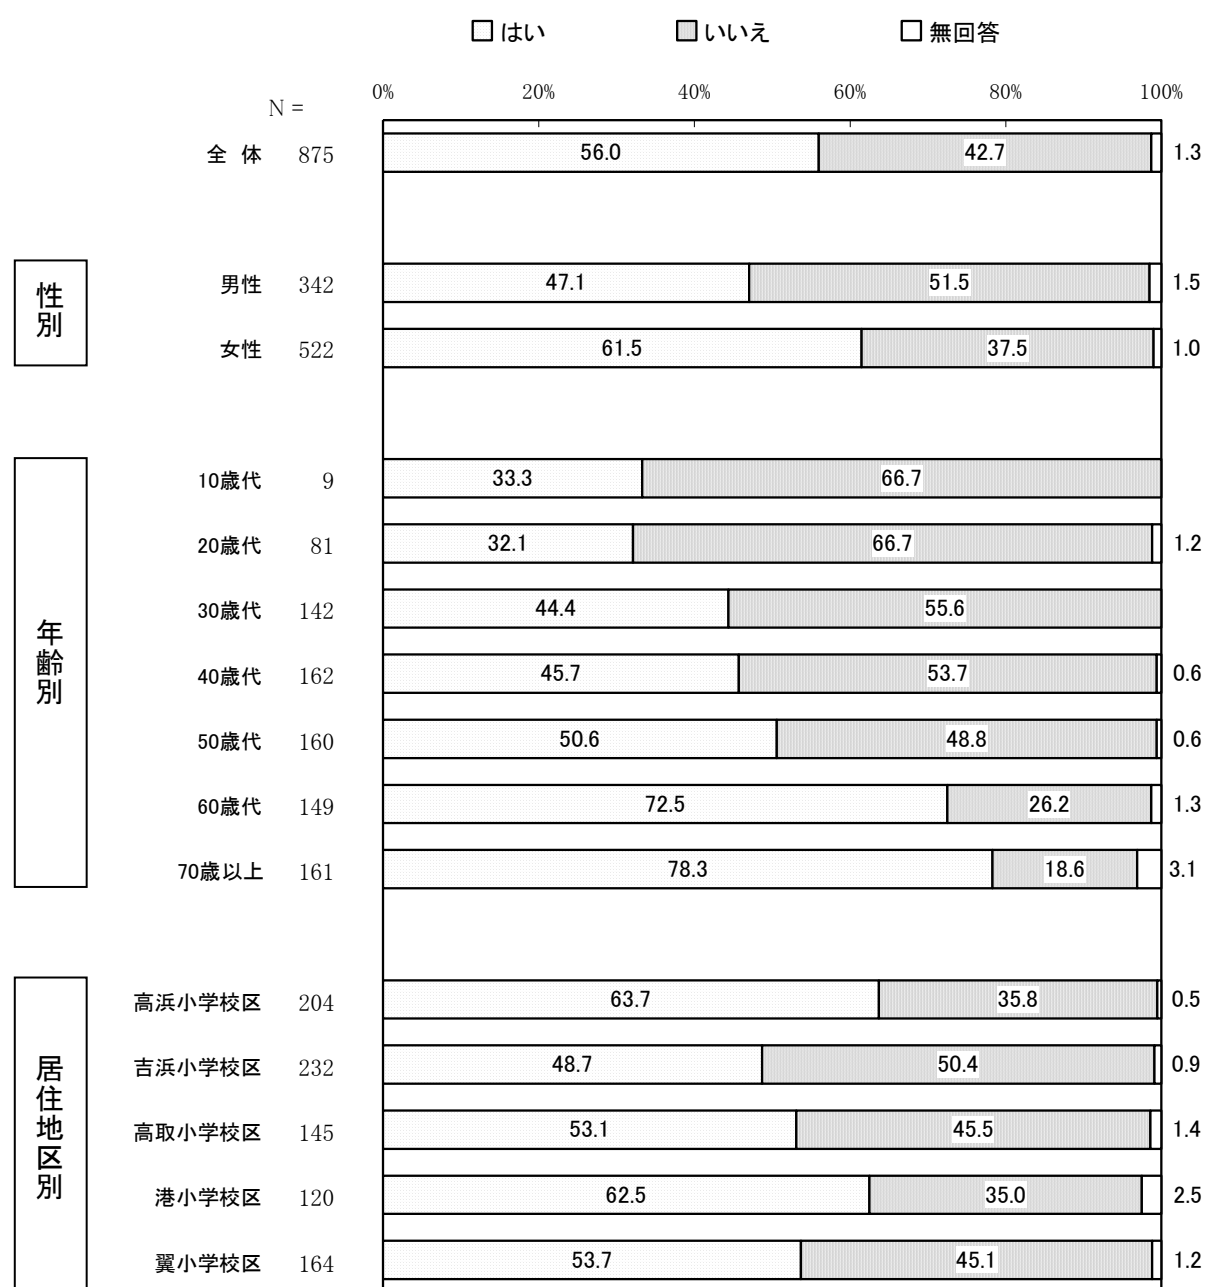 はい いいえ 無回答
N = 0% 20% 40% 60% 80% 100%
全 体 875 56.0 42.7 1.3
性別
男性 342 47.1 51.5 1.5
女性 522 61.5 37.5 1.0
年齢別
10歳代 9 33.3 66.7
20歳代 81 32.1 66.7 1.2
30歳代 142 44.4 55.6
40歳代 162 45.7 53.7 0.6
50歳代 160 50.6 48.8 0.6
60歳代 149 72.5 26.2 1.3
70歳以上 161 78.3 18.6 3.1
居住地区別
高浜小学校区 204 63.7 35.8 0.5
吉浜小学校区 232 48.7 50.4 0.9
高取小学校区 145 53.1 45.5 1.4
港小学校区 120 62.5 35.0 2.5
翼小学校区 164 53.7 45.1 1.2